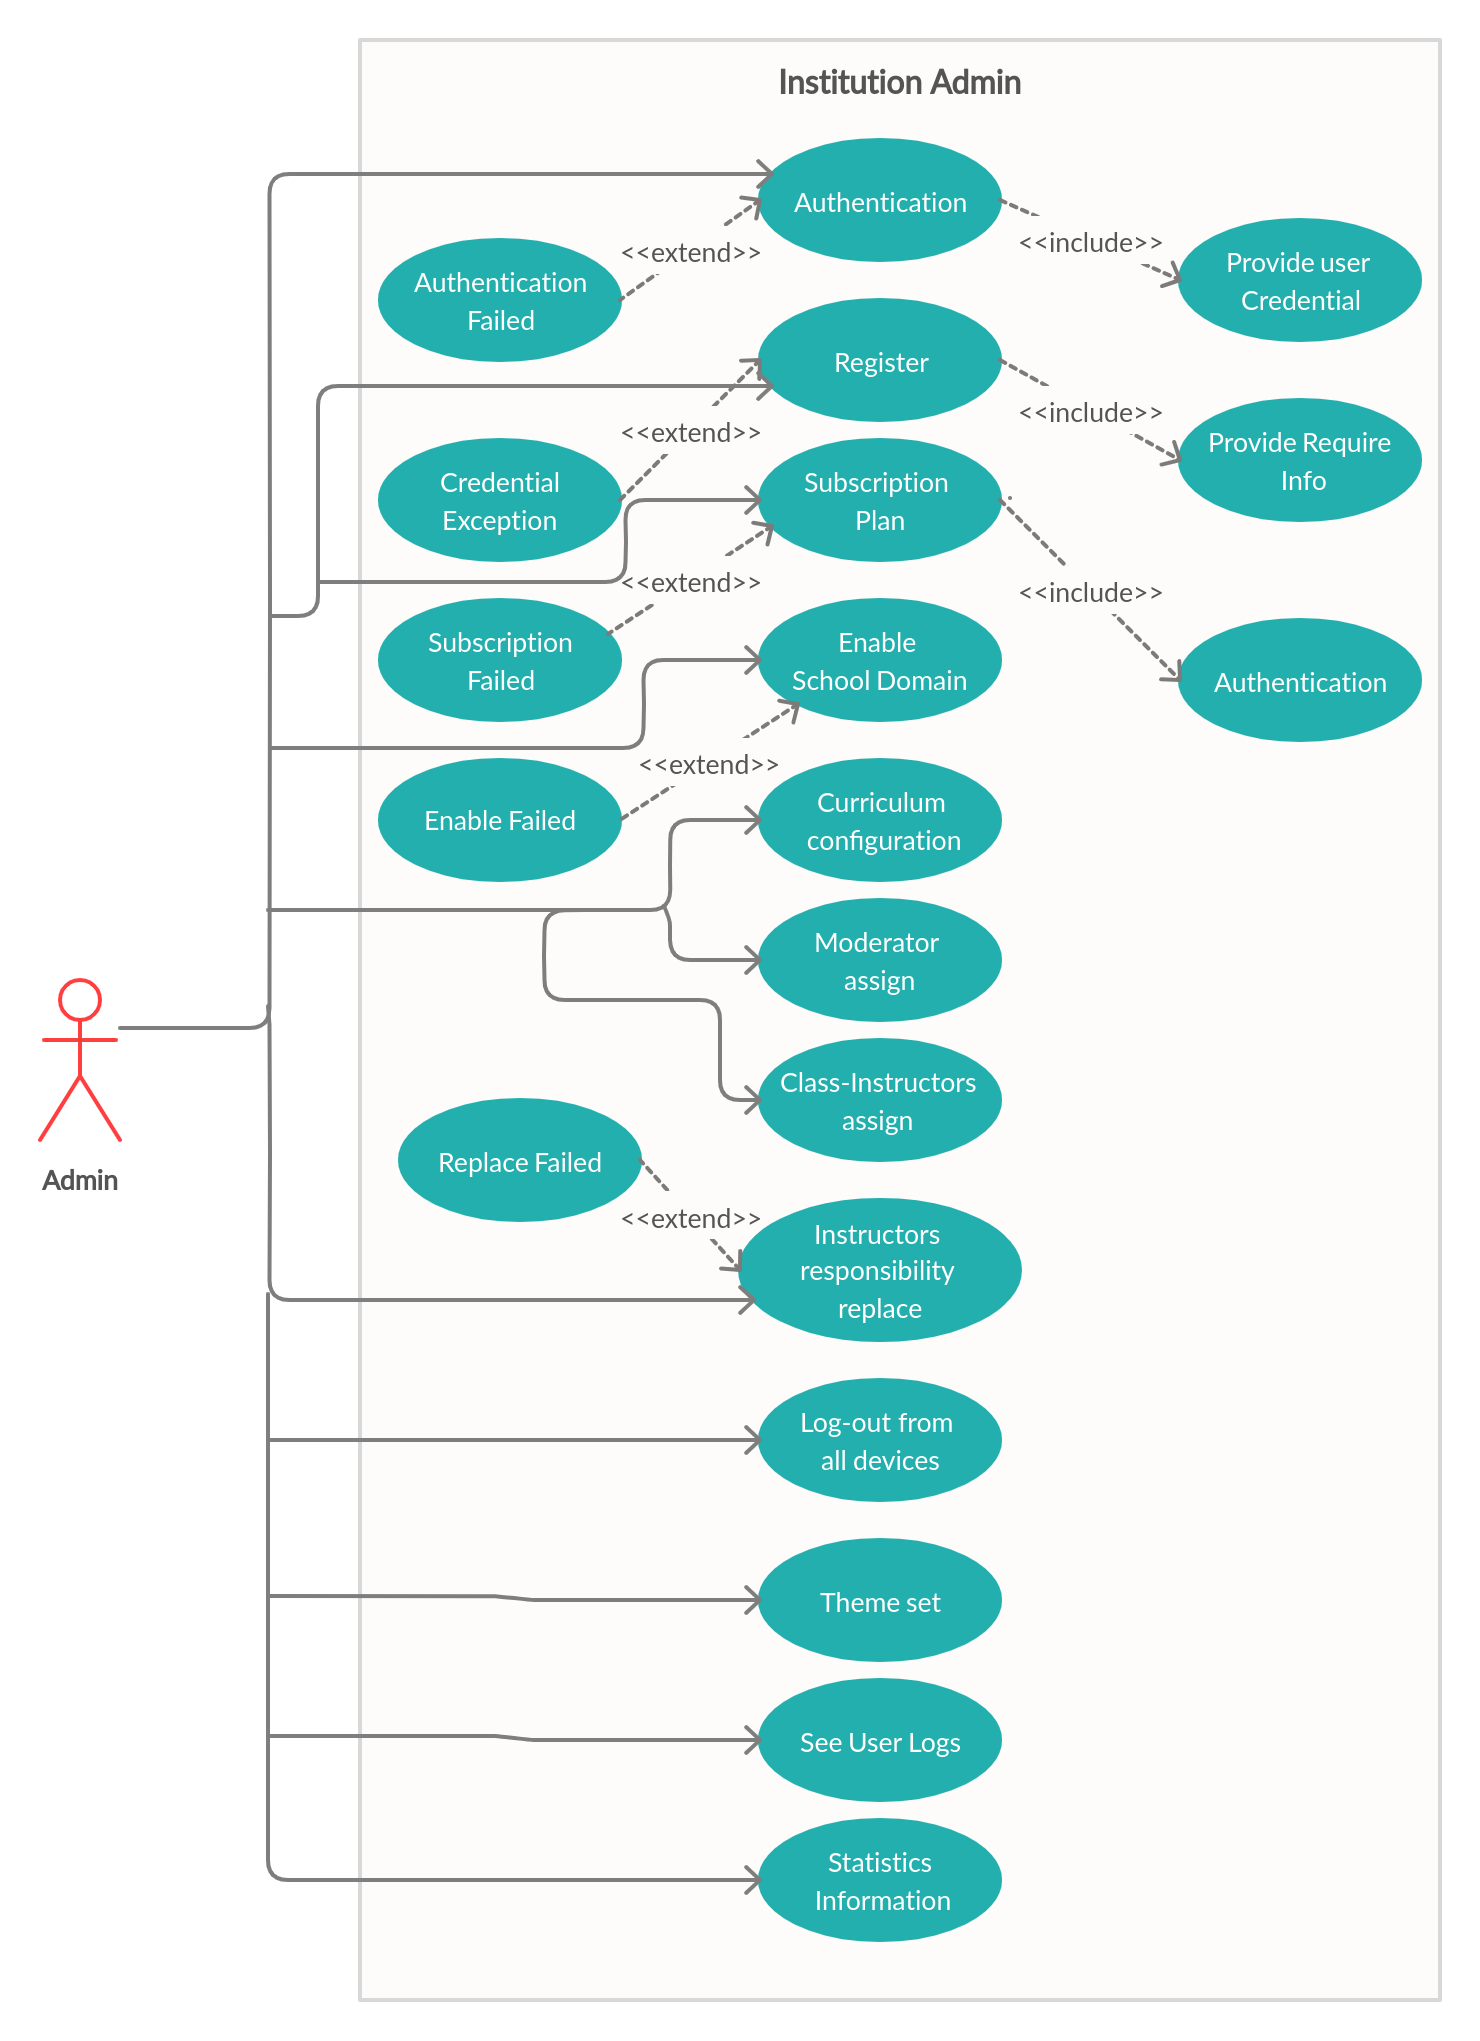 Institution Admin
Authentication
<<extend>>
<<include>>
Authentication
Failed
Provide user
Credential
Register
<<extend>>
<<include>>
Credential
Exception
Subscription
Plan
Provide Require
Info
<<extend>>
<<include>>
Subscription
Failed
Enable
School Domain
Authentication
<<extend>>
Enable Failed
Curriculum
configuration
Moderator
assign
Class-Instructors
assign
Replace Failed
Admin
<<extend>>
Instructors
responsibility
replace
Log-out from
all devices
Theme set
See User Logs
Statistics
Information